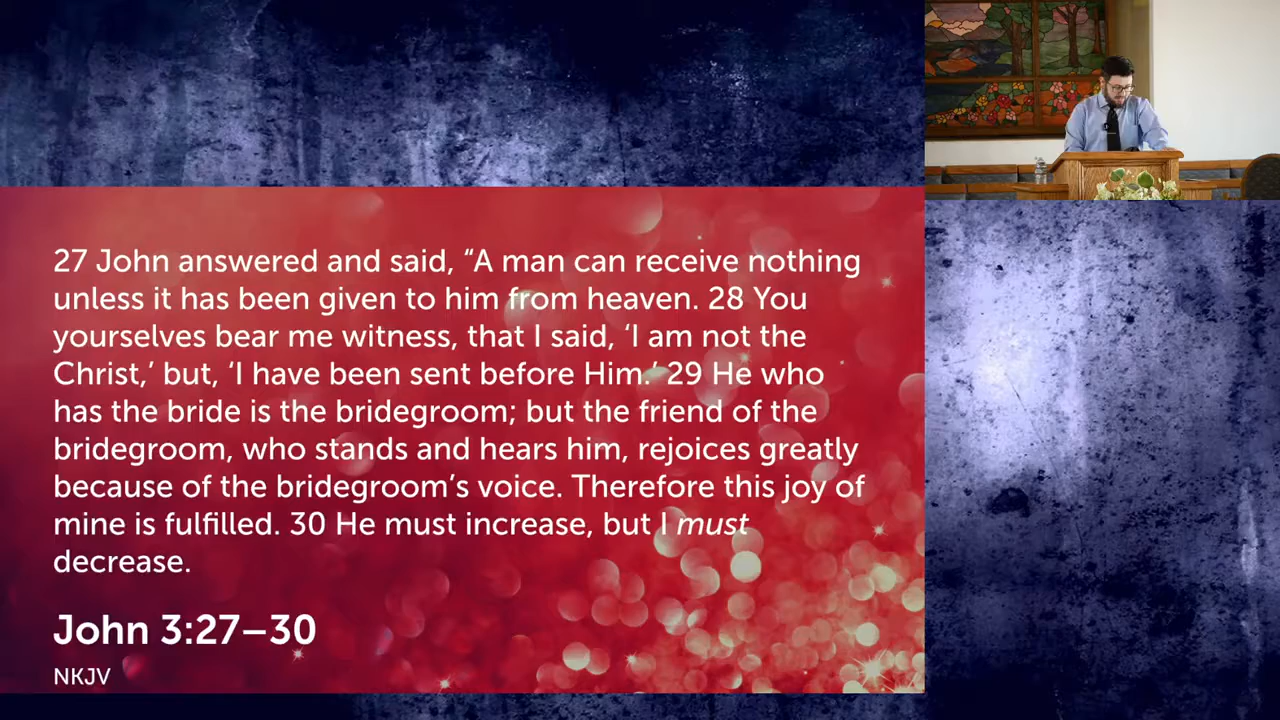 27 John answered and said, “A man can receive nothing
unless it has been given to him from heaven. 28 You
yourselves bear me witness, that I said, ‘I am not the
Christ,’ but, ‘I have been sent before Him.’ 29 He who
has the bride is the bridegroom; but the friend of the
bridegroom, who stands and hears him, rejoices greatly
because of the bridegroom’s voice. Therefore this joy of
mine is fulfilled. 30 He must increase, but I must
decrease.
John 3:27–30
NKJV